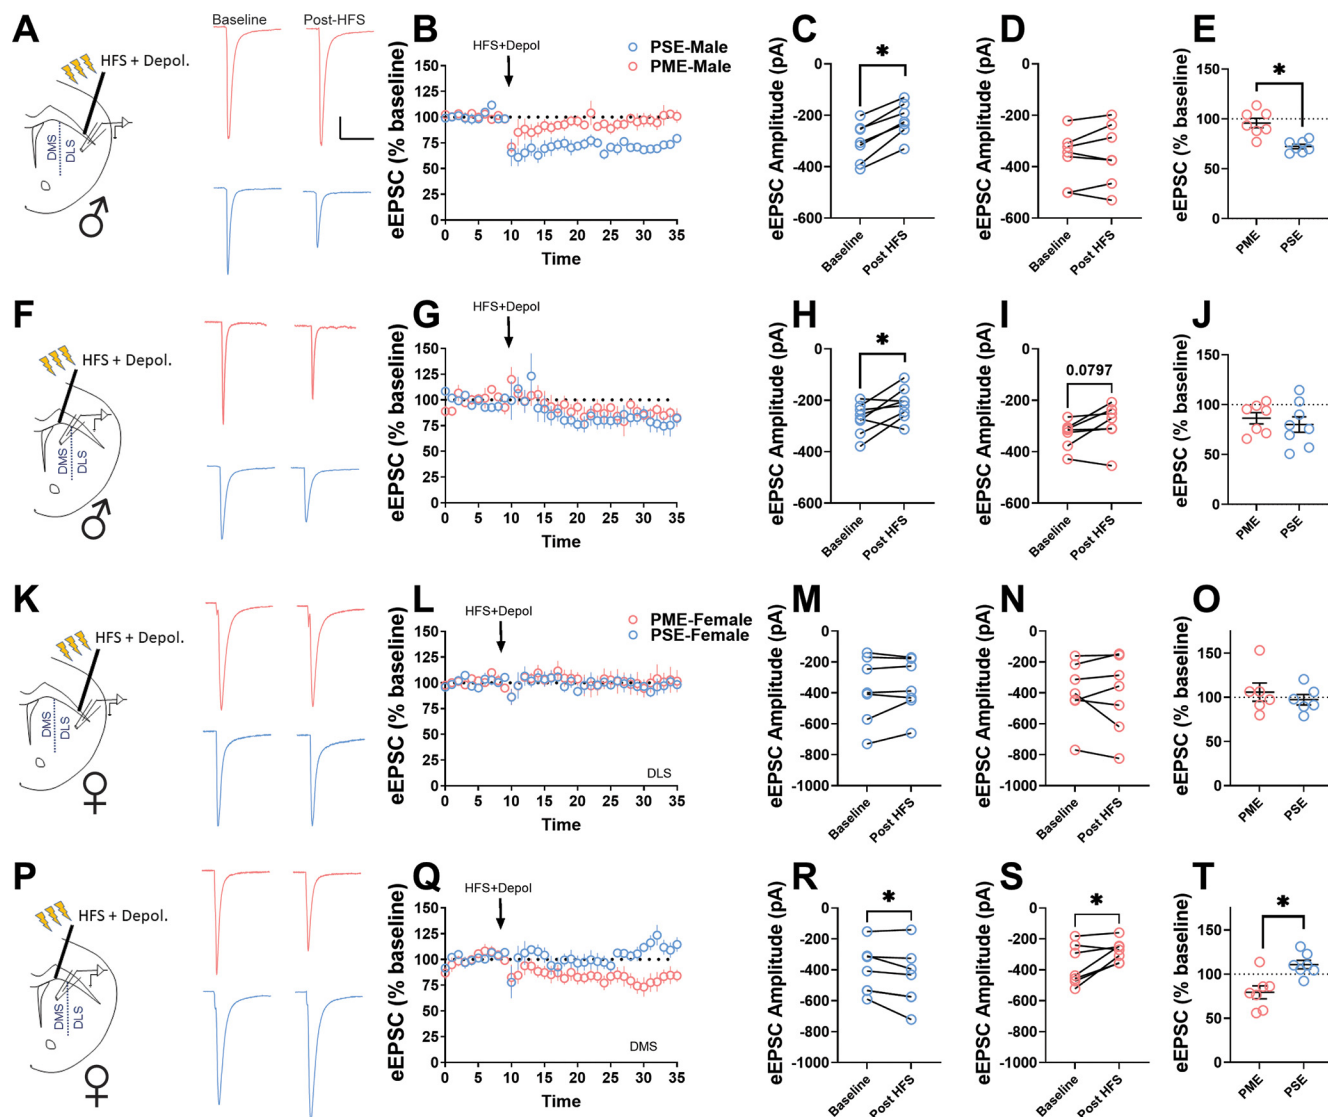 A
Baseline
Post-HFS
HFS + Depol.
DMS
DLS
♂
B
HFS+Depol
PSE-Male
PME-Male
eEPSC (% baseline)
150
125
100
75
50
25
0
0 5 10 15 20 25 30 35
Time
C
*
eEPSC Amplitude (pA)
0
-200
-400
-600
Baseline
Post HFS
D
eEPSC Amplitude (pA)
0
-200
-400
-600
Baseline
Post HFS
E
*
eEPSC (% baseline)
150
100
50
0
PME
PSE
F
HFS + Depol.
DMS
DLS
♂
G
HFS+Depol
eEPSC (% baseline)
150
125
100
75
50
25
0
0 5 10 15 20 25 30 35
Time
H
*
eEPSC Amplitude (pA)
0
-200
-400
-600
Baseline
Post HFS
I
0.0797
eEPSC Amplitude (pA)
0
-200
-400
-600
Baseline
Post HFS
J
eEPSC (% baseline)
150
100
50
0
PME
PSE
K
HFS + Depol.
DMS
DLS
♀
L
HFS+Depol
PME-Female
PSE-Female
eEPSC (% baseline)
150
125
100
75
50
25
0
DLS
0 5 10 15 20 25 30 35
Time
M
eEPSC Amplitude (pA)
0
-200
-400
-600
-800
-1000
Baseline
Post HFS
N
eEPSC Amplitude (pA)
0
-200
-400
-600
-800
-1000
Baseline
Post HFS
O
eEPSC (% baseline)
150
100
50
0
PME
PSE
P
HFS + Depol.
DMS
DLS
♀
Q
HFS+Depol
eEPSC (% baseline)
150
125
100
75
50
25
0
DMS
0 5 10 15 20 25 30 35
Time
R
*
eEPSC Amplitude (pA)
0
-200
-400
-600
-800
-1000
Baseline
Post HFS
S
*
eEPSC Amplitude (pA)
0
-200
-400
-600
-800
-1000
Baseline
Post HFS
T
*
eEPSC (% baseline)
150
100
50
0
PME
PSE